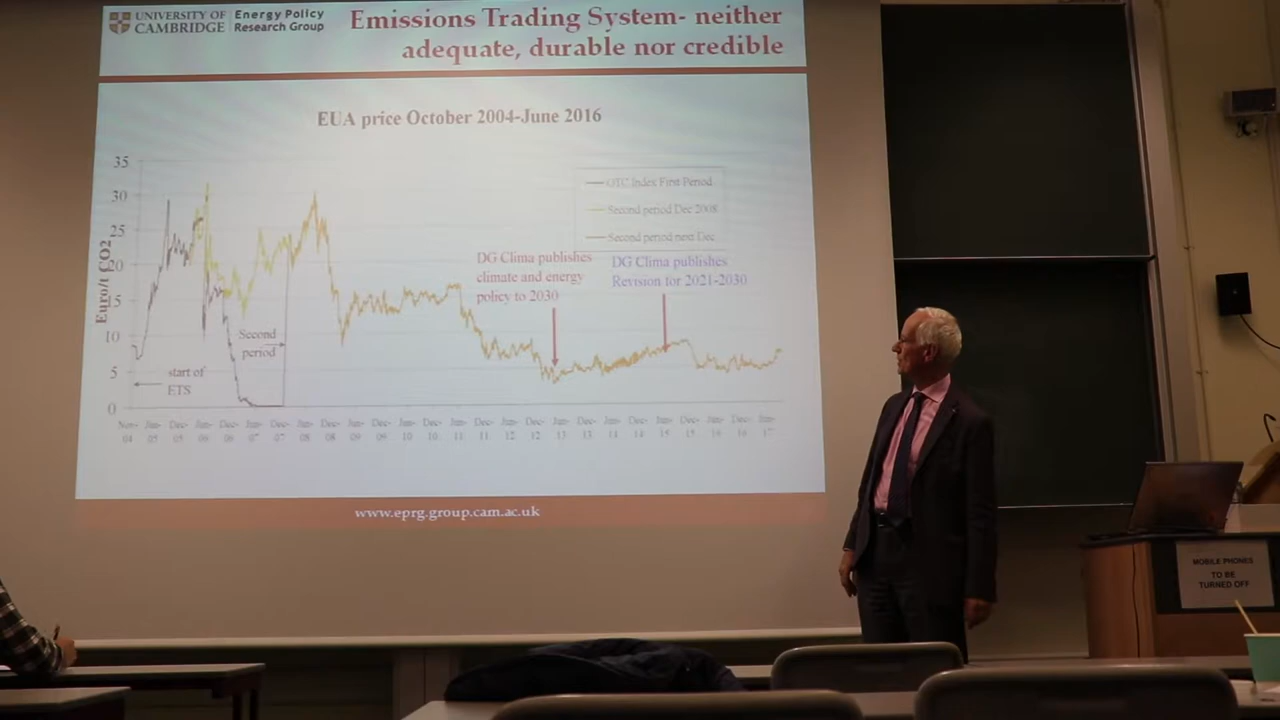 UNIVERSITY OF
CAMBRIDGE
Energy Policy
Research Group
Emissions Trading System- neither
adequate, durable nor credible
EUA price October 2004-June 2016
35
30
25
20
15
10
5
0
Euro/t CO2
OTC Index First Period
Second period Dec 2008
Second period next Dec
DG Clima publishes
climate and energy
policy to 2030
DG Clima publishes
Revision for 2021-2030
Second
period
start of
ETS
Nov- Jun- Dec- Jun- Dec- Jun- Dec- Jun- Dec- Jun- Dec- Jun- Dec- Jun- Dec- Jun- Dec- Jun- Dec- Jun- Dec- Jun- Dec- Jun- Dec- Jun-
04 05 05 06 06 07 07 08 08 09 09 10 10 11 11 12 12 13 13 14 14 15 15 16 16 17
www.eprg.group.cam.ac.uk
MOBILE PHONES
TO BE
TURNED OFF